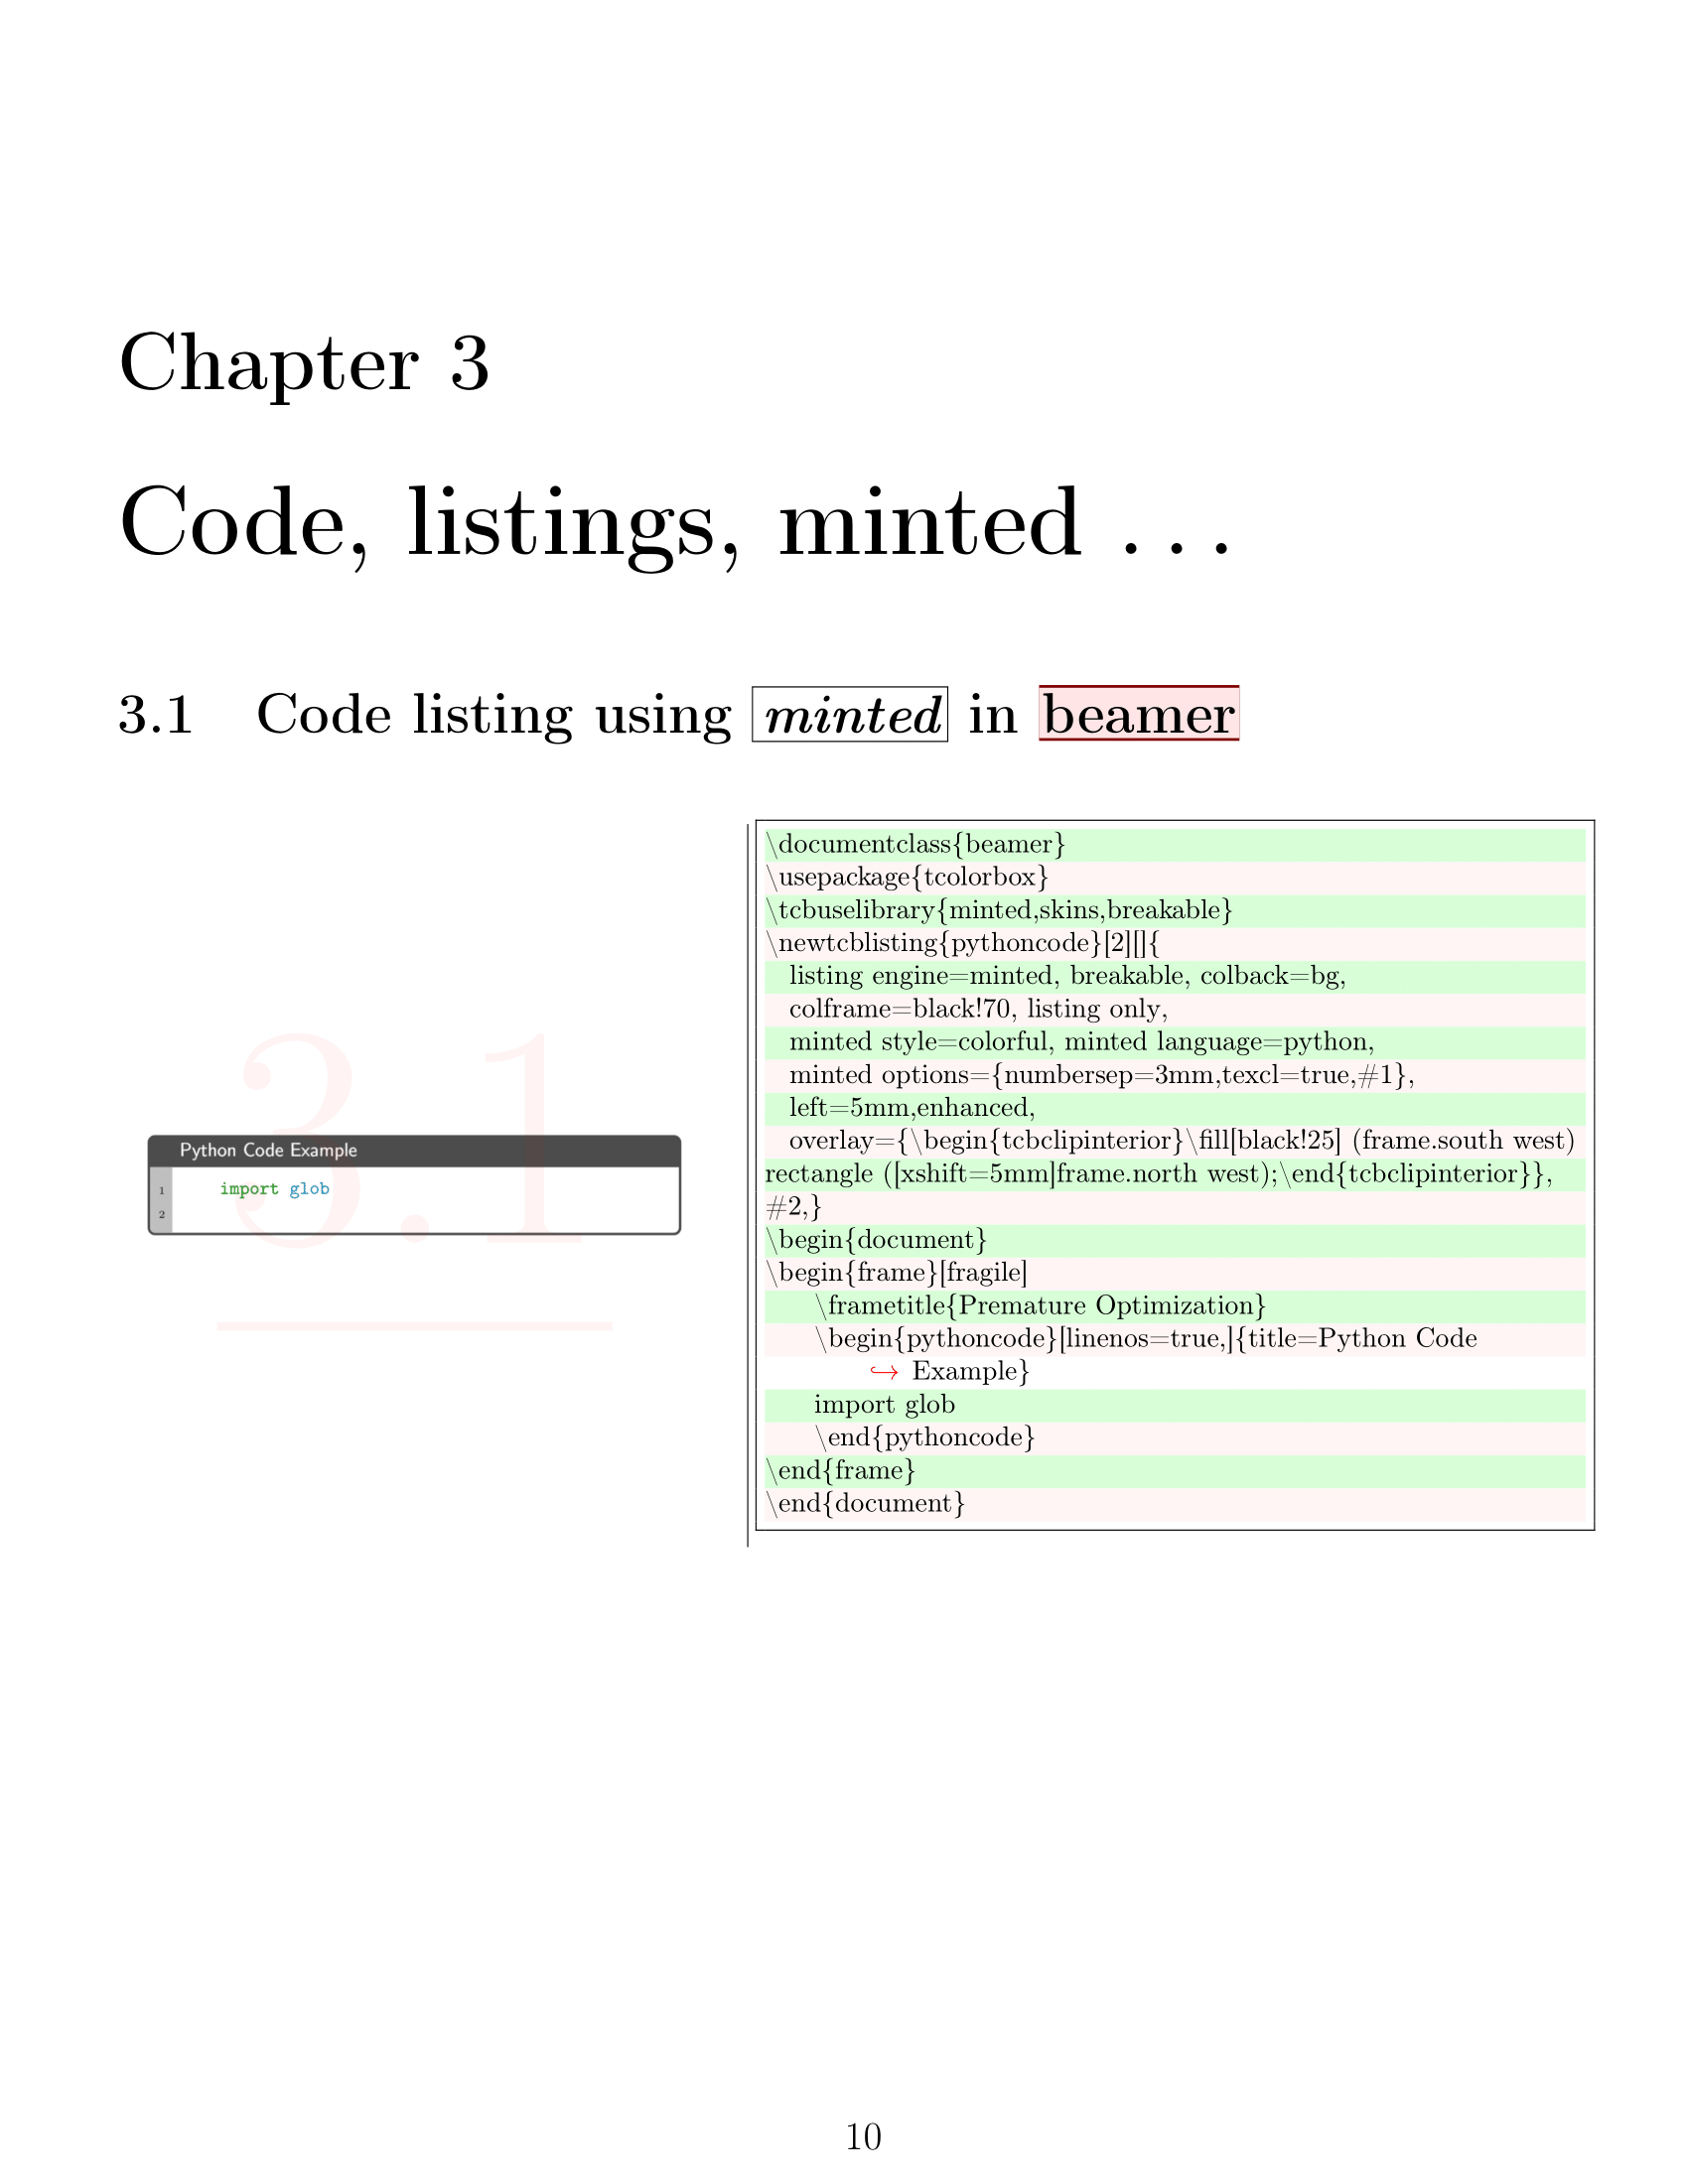 Chapter 3
Code, listings, minted ...
3.1 Code listing using minted in beamer
3.1
Python Code Example
1 import glob
2
\documentclass{beamer}
\usepackage{tcolorbox}
\tcbuselibrary{minted,skins,breakable}
\newtcblisting{pythoncode}[2][]{
listing engine=minted, breakable, colback=bg,
colframe=black!70, listing only,
minted style=colorful, minted language=python,
minted options={numbersep=3mm,texcl=true,#1},
left=5mm,enhanced,
overlay={\begin{tcbclipinterior}\fill[black!25] (frame.south west)
rectangle ([xshift=5mm]frame.north west);\end{tcbclipinterior}},
#2,}
\begin{document}
\begin{frame}[fragile]
\frametitle{Premature Optimization}
\begin{pythoncode}[linenos=true,]{title=Python Code
↪ Example}
import glob
\end{pythoncode}
\end{frame}
\end{document}
10